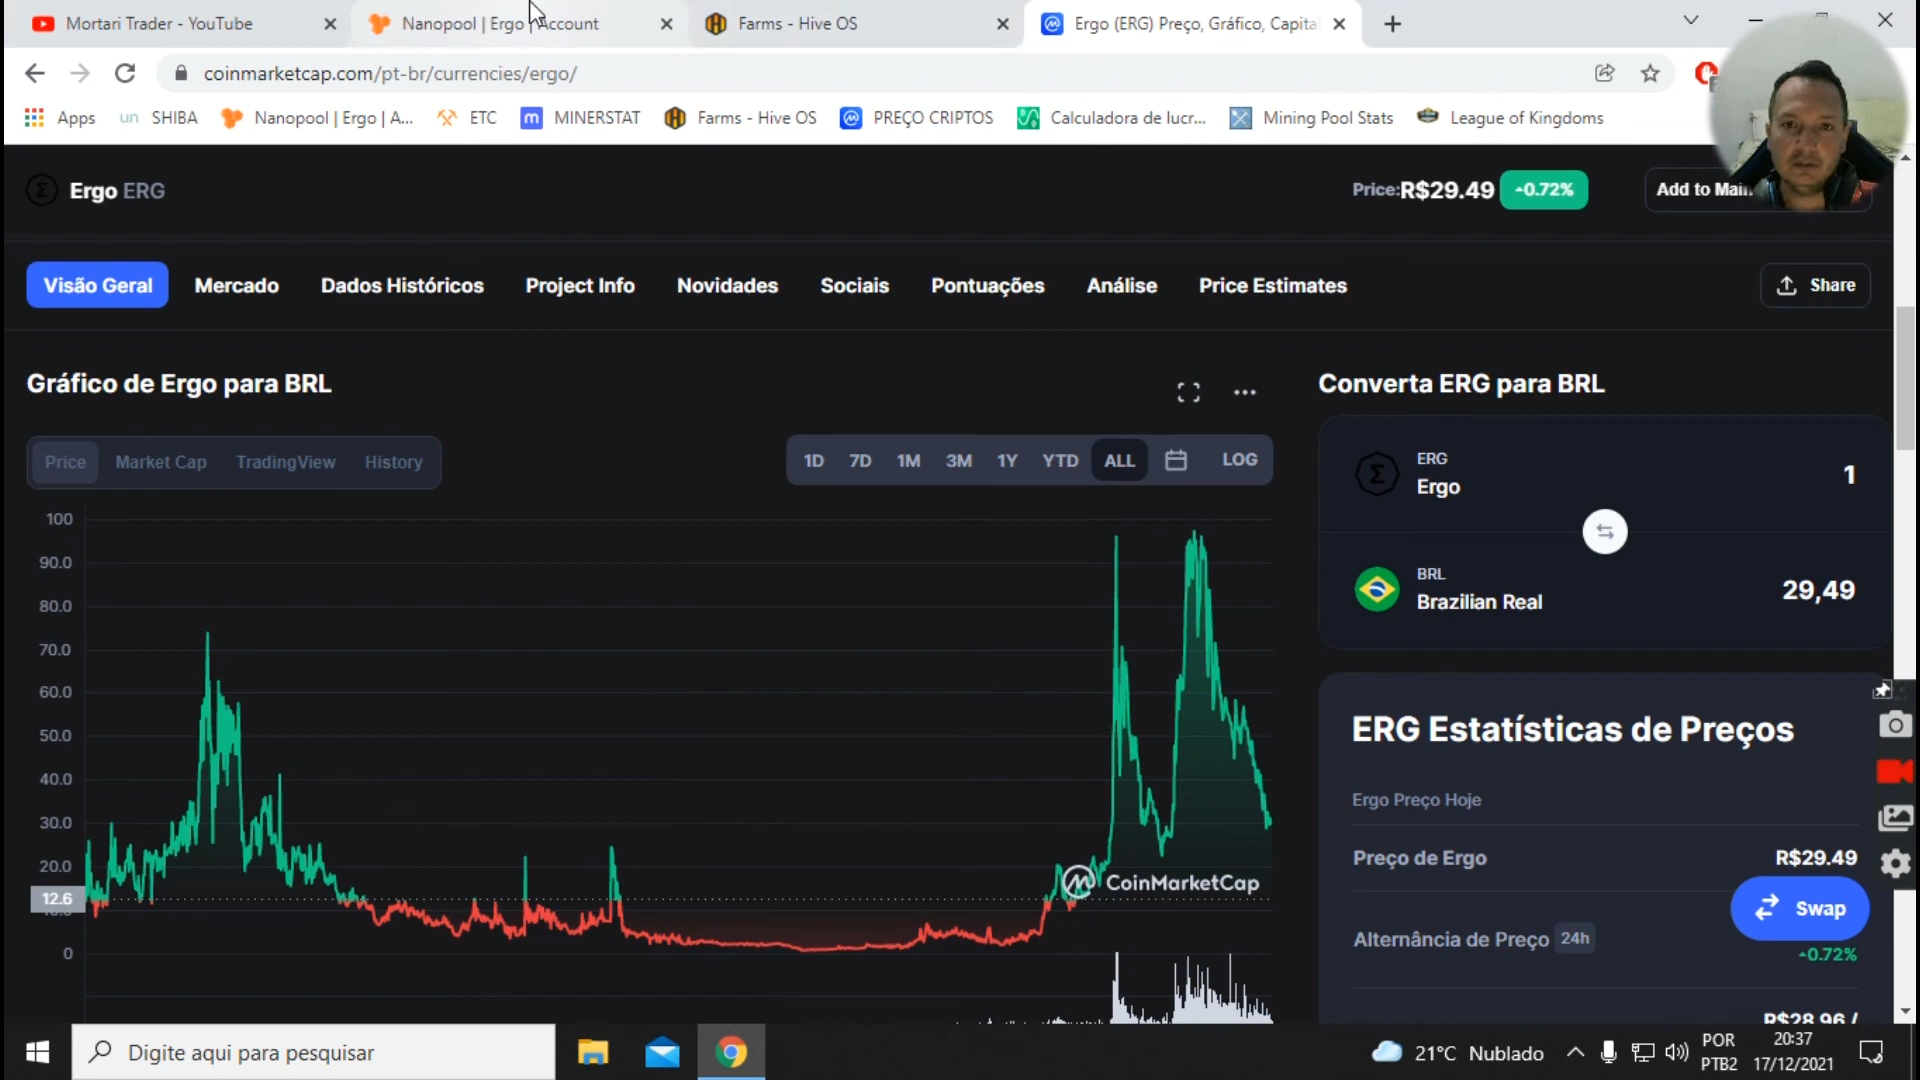 Mortari Trader - YouTube
Nanopool | Ergo | Account
Farms - Hive OS
Ergo (ERG) Preço, Gráfico, Capita
coinmarketcap.com/pt-br/currencies/ergo/
Apps
un SHIBA
Nanopool | Ergo | A...
ETC
m MINERSTAT
Farms - Hive OS
PREÇO CRIPTOS
Calculadora de lucr...
Mining Pool Stats
League of Kingdoms
Ergo ERG
Price:R$29.49
0.72%
Add to Main
Visão Geral
Mercado
Dados Históricos
Project Info
Novidades
Sociais
Pontuações
Análise
Price Estimates
Share
Gráfico de Ergo para BRL
Price
Market Cap
TradingView
History
1D
7D
1M
3M
1Y
YTD
ALL
LOG
100
90.0
80.0
70.0
60.0
50.0
40.0
30.0
20.0
12.6
0
CoinMarketCap
Converta ERG para BRL
ERG
Ergo
1
BRL
Brazilian Real
29,49
ERG Estatísticas de Preços
Ergo Preço Hoje
Preço de Ergo
R$29.49
Swap
Alternância de Preço 24h
0.72%
R$28.96 /
Digite aqui para pesquisar
21°C Nublado
POR
PTB2
20:37
17/12/2021